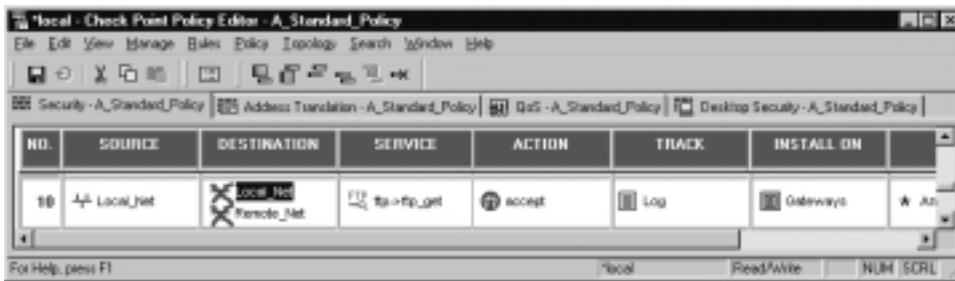 *local - Check Point Policy Editor - A_Standard_Policy
File Edit View Manage Rules Policy Topology Search Window Help
Security - A_Standard_Policy Address Translation - A_Standard_Policy QoS - A_Standard_Policy Desktop Security - A_Standard_Policy
NO. SOURCE DESTINATION SERVICE ACTION TRACK INSTALL ON
10 Local_Net Local_Net ftp->ftp_get accept Log Gateways An
Remote_Net
For Help, press F1 *local Read/Write NUM SCRL